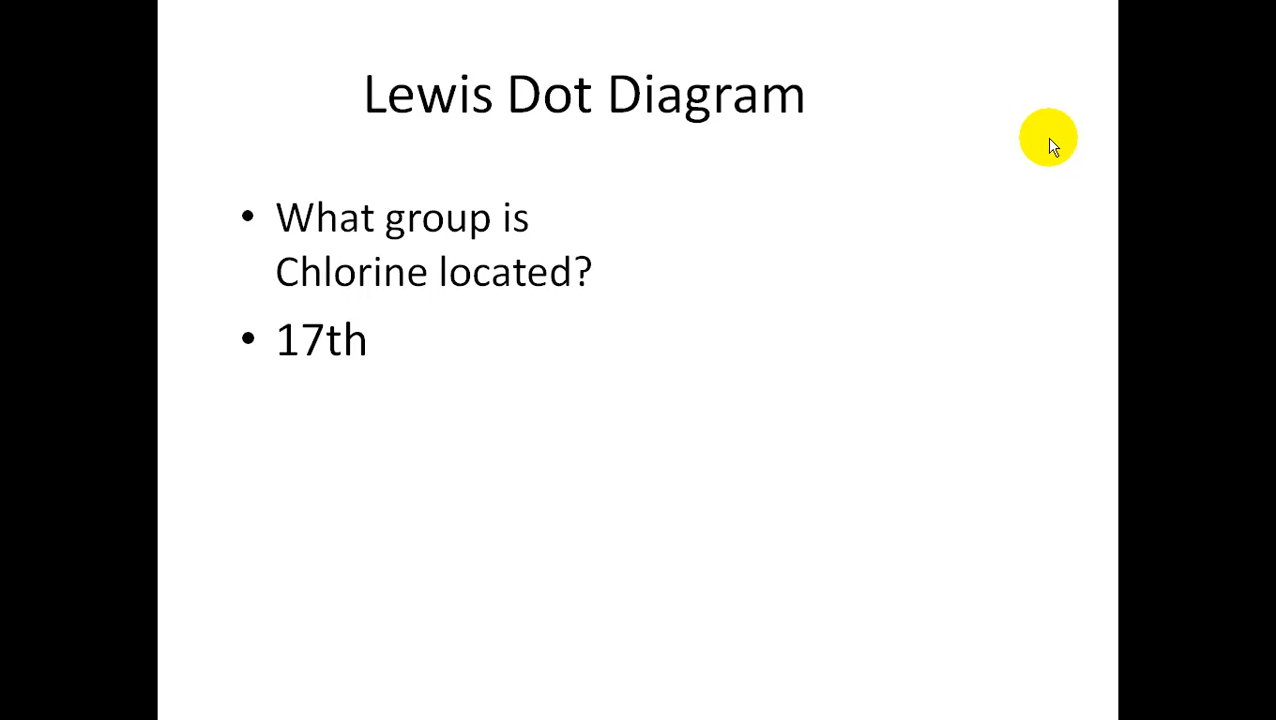 Lewis Dot Diagram
• What group is
Chlorine located?
• 17th